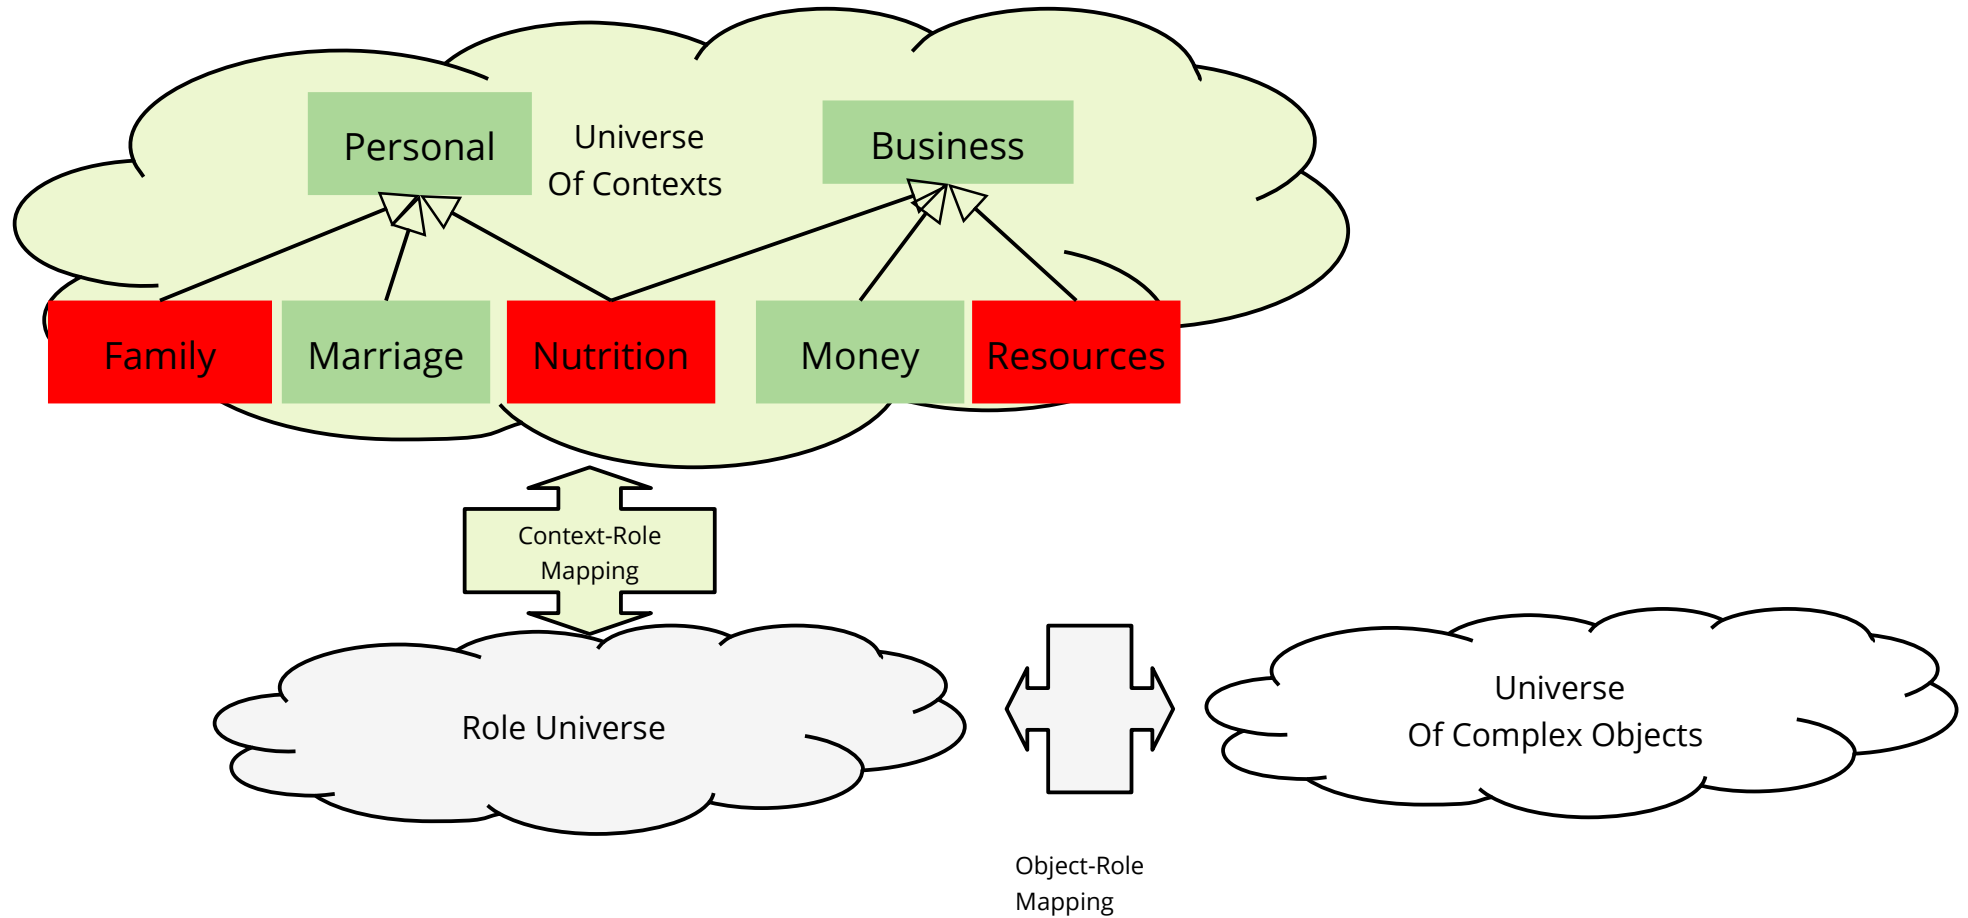 Personal
Universe
Of Contexts
Business
Family
Marriage
Nutrition
Money
Resources
Context-Role
Mapping
Role Universe
Universe
Of Complex Objects
Object-Role
Mapping